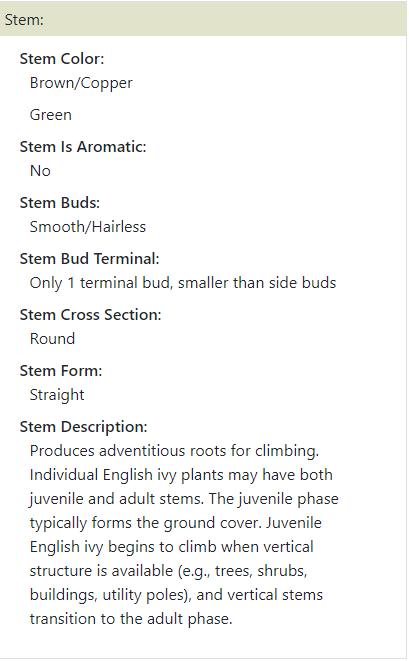 Stem:
Stem Color:
Brown/Copper
Green
Stem Is Aromatic:
No
Stem Buds:
Smooth/Hairless
Stem Bud Terminal:
Only 1 terminal bud, smaller than side buds
Stem Cross Section:
Round
Stem Form:
Straight
Stem Description:
Produces adventitious roots for climbing.
Individual English ivy plants may have both
juvenile and adult stems. The juvenile phase
typically forms the ground cover. Juvenile
English ivy begins to climb when vertical
structure is available (e.g., trees, shrubs,
buildings, utility poles), and vertical stems
transition to the adult phase.